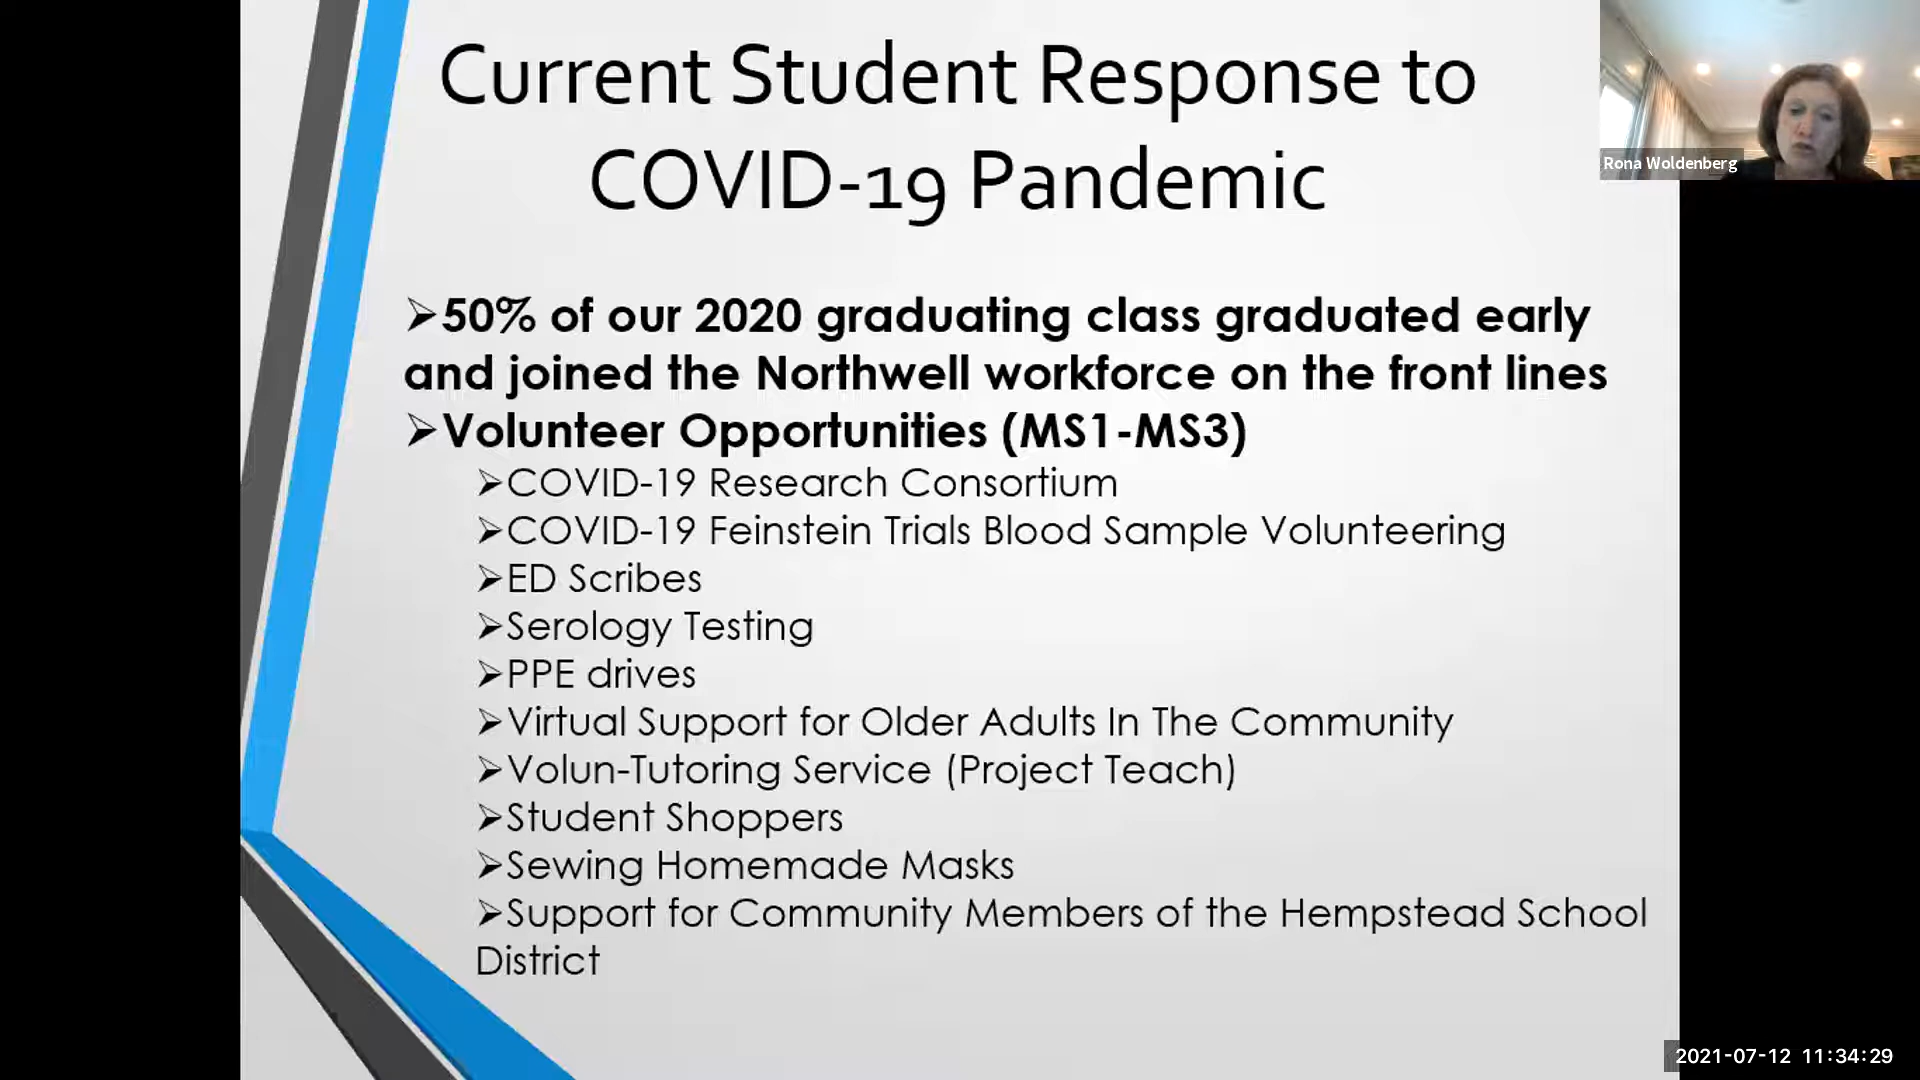 Current Student Response to
COVID-19 Pandemic
Rona Woldenberg
➢50% of our 2020 graduating class graduated early
and joined the Northwell workforce on the front lines
➢Volunteer Opportunities (MS1-MS3)
➢COVID-19 Research Consortium
➢COVID-19 Feinstein Trials Blood Sample Volunteering
➢ED Scribes
➢Serology Testing
➢PPE drives
➢Virtual Support for Older Adults In The Community
➢Volun-Tutoring Service (Project Teach)
➢Student Shoppers
➢Sewing Homemade Masks
➢Support for Community Members of the Hempstead School
District
2021-07-12 11:34:29